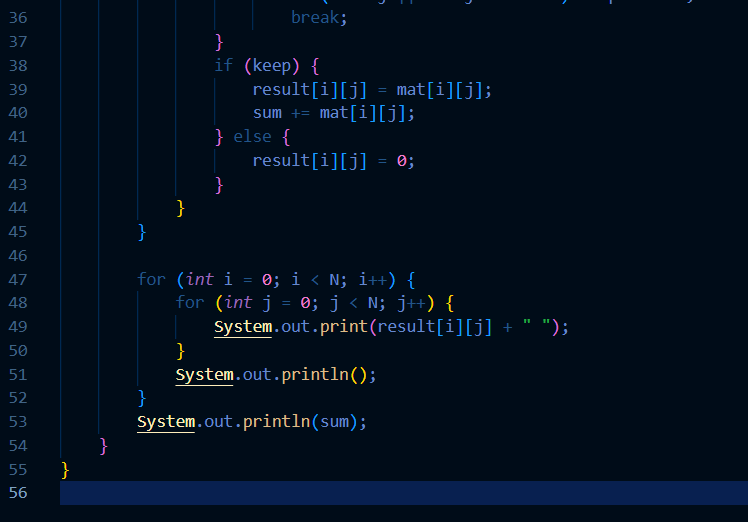 36 break;
37 }
38 if (keep) {
39 result[i][j] = mat[i][j];
40 sum += mat[i][j];
41 } else {
42 result[i][j] = 0;
43 }
44 }
45 }
46
47 for (int i = 0; i < N; i++) {
48 for (int j = 0; j < N; j++) {
49 System.out.print(result[i][j] + " ");
50 }
51 System.out.println();
52 }
53 System.out.println(sum);
54 }
55 }
56